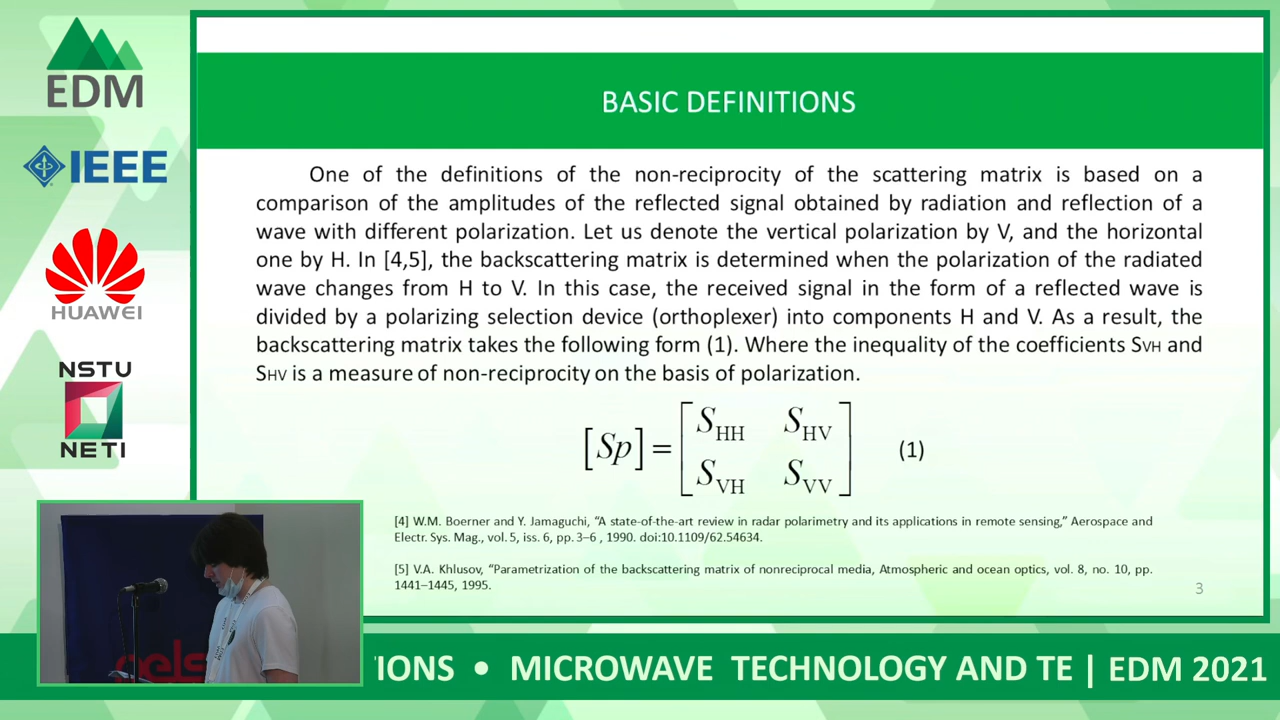 EDM
IEEE
HUAWEI
NSTU
NETI
BASIC DEFINITIONS
One of the definitions of the non-reciprocity of the scattering matrix is based on a
comparison of the amplitudes of the reflected signal obtained by radiation and reflection of a
wave with different polarization. Let us denote the vertical polarization by V, and the horizontal
one by H. In [4,5], the backscattering matrix is determined when the polarization of the radiated
wave changes from H to V. In this case, the received signal in the form of a reflected wave is
divided by a polarizing selection device (orthoplexer) into components H and V. As a result, the
backscattering matrix takes the following form (1). Where the inequality of the coefficients SVH and
SHV is a measure of non-reciprocity on the basis of polarization.
[Sp] = [ SHH SHV
SVH SVV ] (1)
[4] W.M. Boerner and Y. Jamaguchi, “A state-of-the-art review in radar polarimetry and its applications in remote sensing,” Aerospace and
Electr. Sys. Mag., vol. 5, iss. 6, pp. 3–6 , 1990. doi:10.1109/62.54634.
[5] V.A. Khlusov, “Parametrization of the backscattering matrix of nonreciprocal media, Atmospheric and ocean optics, vol. 8, no. 10, pp.
1441–1445, 1995.
3
TIONS • MICROWAVE TECHNOLOGY AND TE | EDM 2021